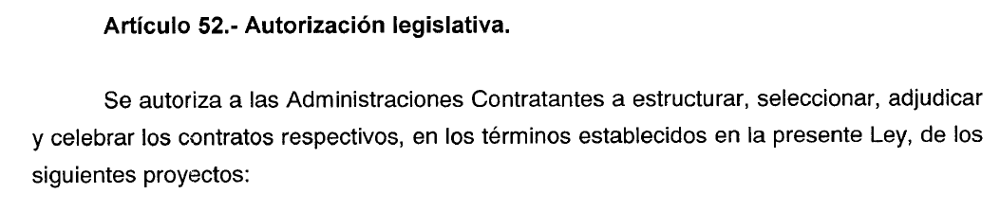 Artículo 52.- Autorización legislativa.
Se autoriza a las Administraciones Contratantes a estructurar, seleccionar, adjudicar
y celebrar los contratos respectivos, en los términos establecidos en la presente Ley, de los
siguientes proyectos: